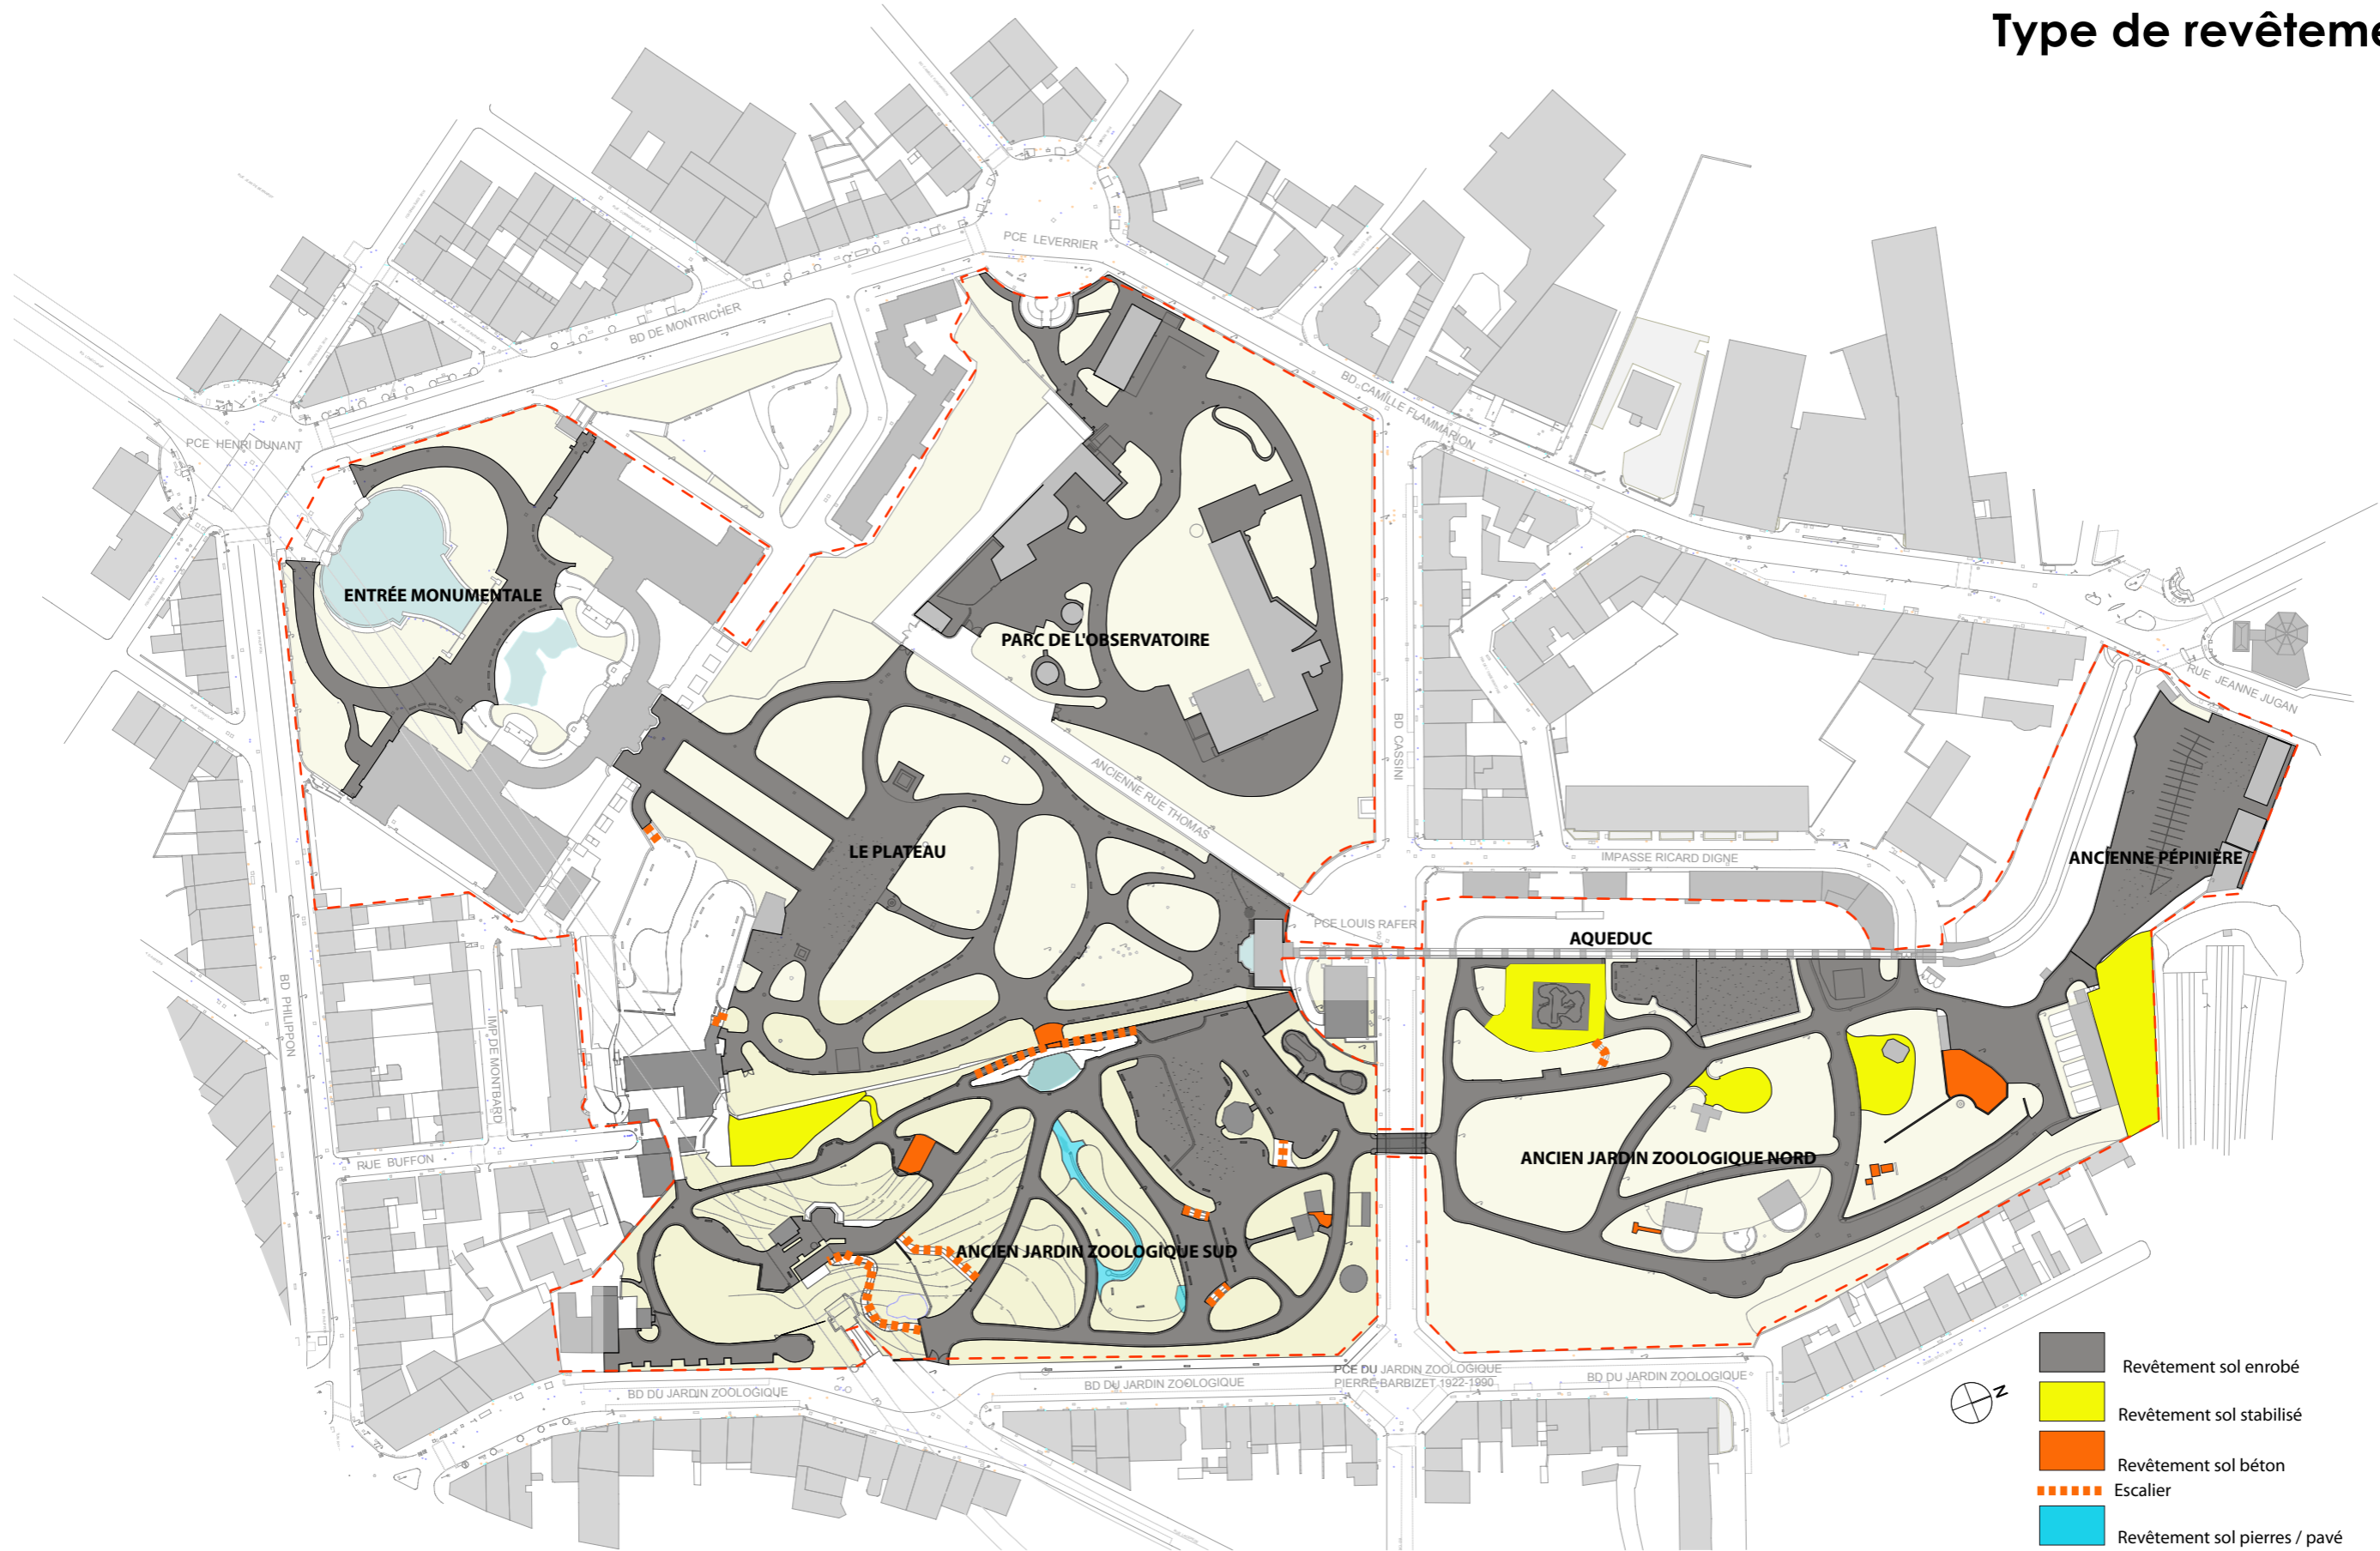 Type de revêteme
PCE LEVERRIER
BD DE MONTRICHER
BD. CAMILLE FLAMMARION
PCE HENRI DUNANT
ENTRÉE MONUMENTALE
PARC DE L'OBSERVATOIRE
RUE JEANNE JUGAN
BD CASSINI
ANCIENNE RUE THOMAS
LE PLATEAU
IMPASSE RICARD DIGNE
ANCIENNE PÉPINIÈRE
PCE LOUIS RAFER
AQUEDUC
BD PHILIPPON
IMP DE MONTBARD
RUE BUFFON
ANCIEN JARDIN ZOOLOGIQUE NORD
ANCIEN JARDIN ZOOLOGIQUE SUD
PCE DU JARDIN ZOOLOGIQUE
PIERRE-BARBIZET 1922-1990
BD DU JARDIN ZOOLOGIQUE
BD DU JARDIN ZOOLOGIQUE
BD DU JARDIN ZOOLOGIQUE
N
Revêtement sol enrobé
Revêtement sol stabilisé
Revêtement sol béton
Escalier
Revêtement sol pierres / pavé